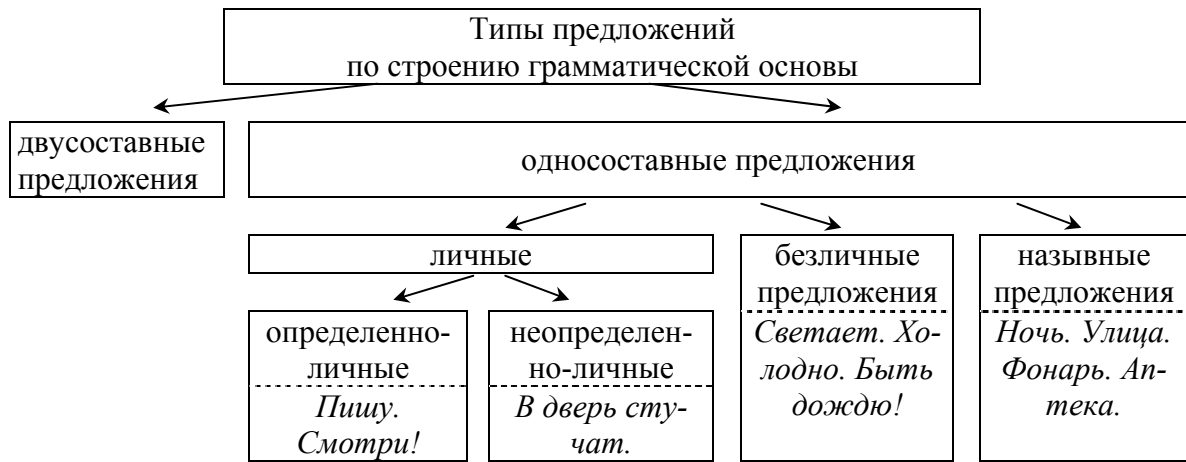 Типы предложений
по строению грамматической основы
двусоставные
предложения
односоставные предложения
личные
безличные
предложения
Светает. Хо-
лодно. Быть
дождю!
назывные
предложения
Ночь. Улица.
Фонарь. Ап-
тека.
определенно-
личные
Пишу.
Смотри!
неопределен-
но-личные
В дверь сту-
чат.